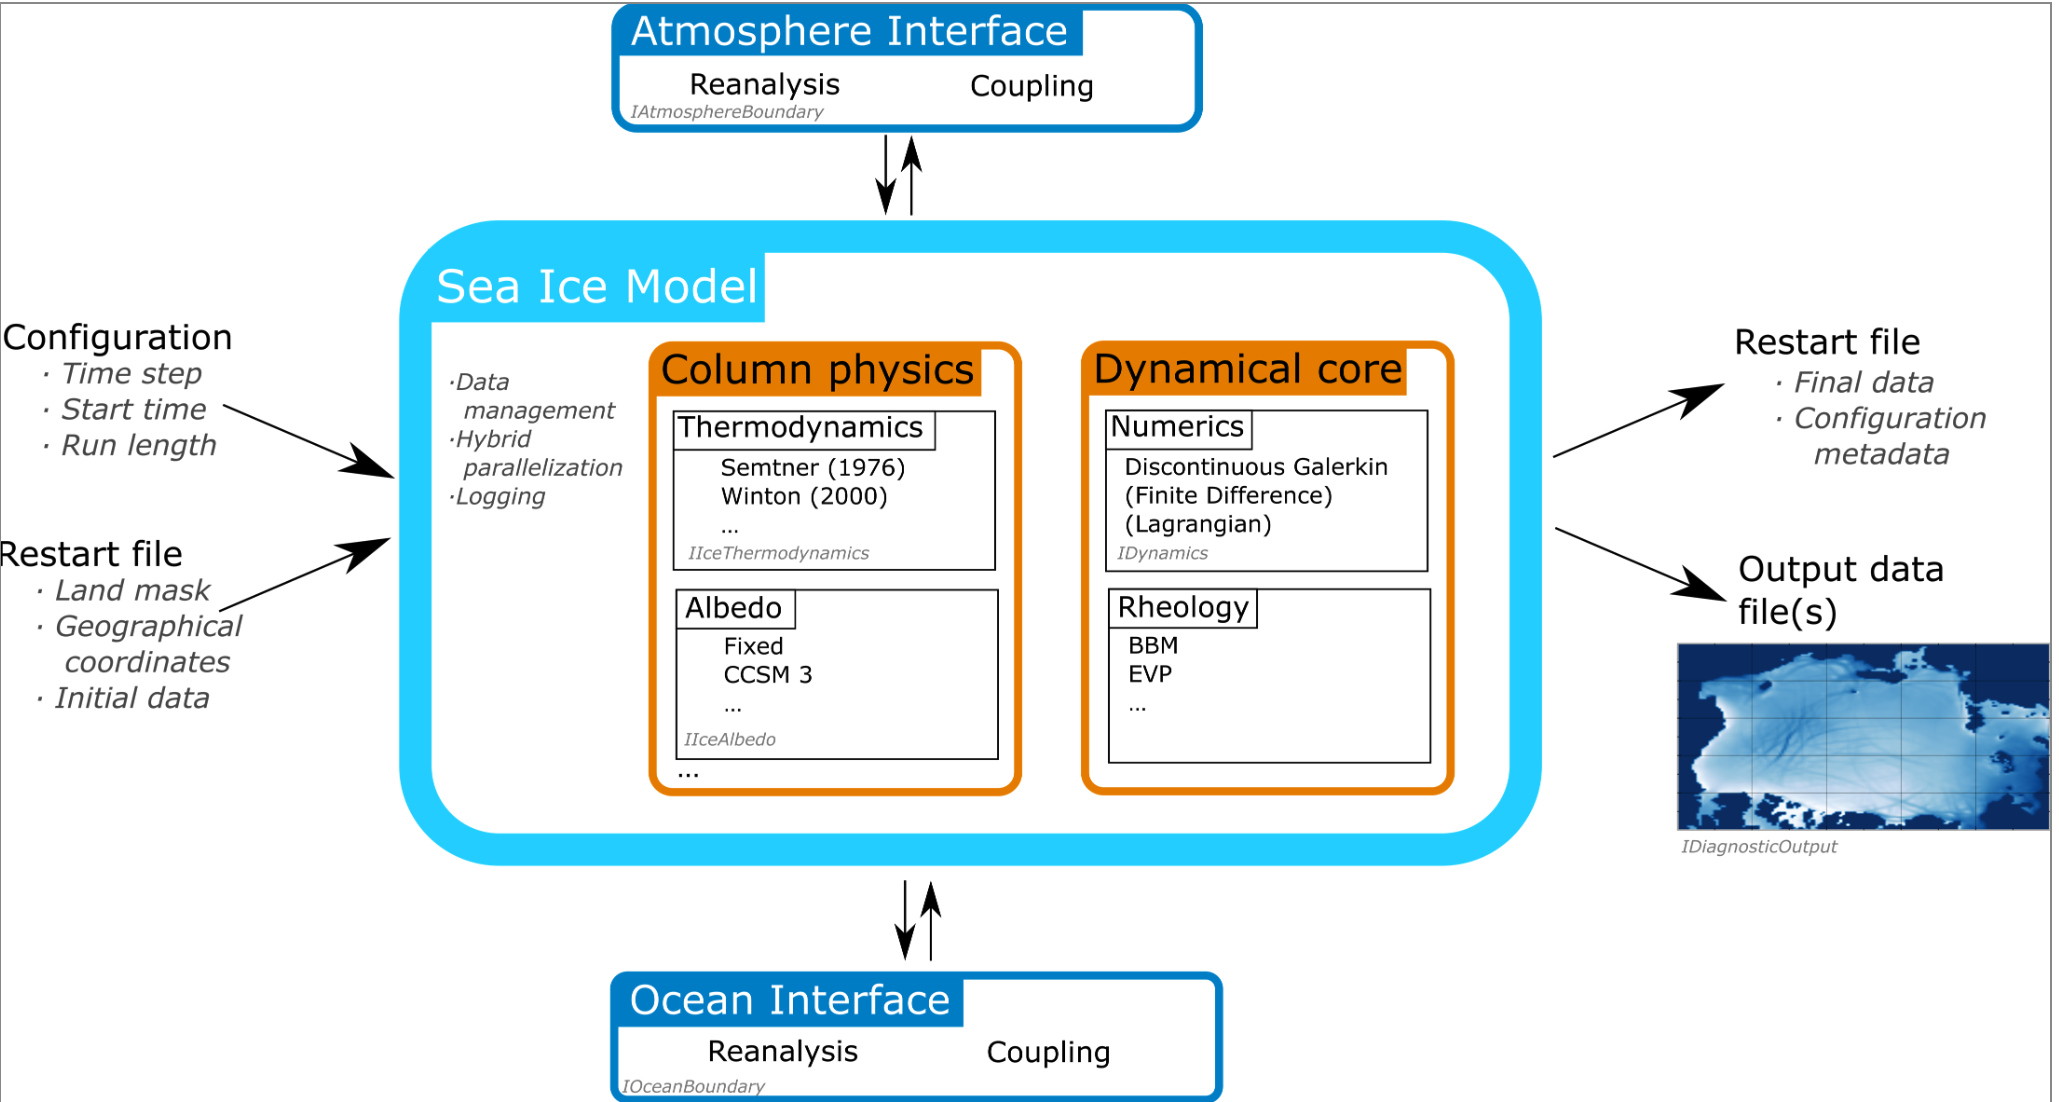 Atmosphere Interface
Reanalysis Coupling
IAtmosphereBoundary
Sea Ice Model
Configuration
· Time step
· Start time
· Run length
Restart file
· Land mask
· Geographical
coordinates
· Initial data
·Data
management
·Hybrid
parallelization
·Logging
Column physics
Thermodynamics
Semtner (1976)
Winton (2000)
...
IIceThermodynamics
Albedo
Fixed
CCSM 3
...
IIceAlbedo
...
Dynamical core
Numerics
Discontinuous Galerkin
(Finite Difference)
(Lagrangian)
IDynamics
Rheology
BBM
EVP
...
Restart file
· Final data
· Configuration
metadata
Output data
file(s)
IDiagnosticOutput
Ocean Interface
Reanalysis Coupling
IOceanBoundary